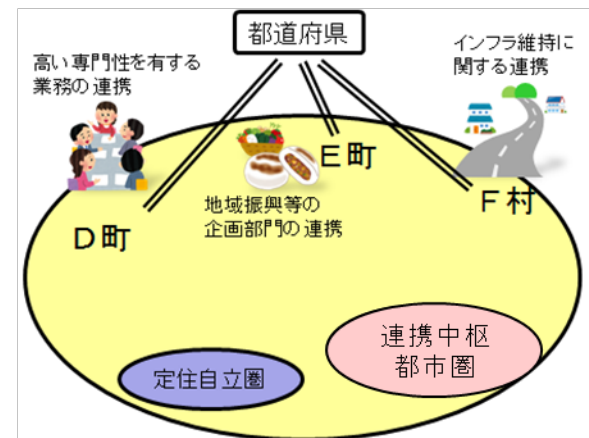 都道府県
高い専門性を有する
業務の連携
インフラ維持に
関する連携
E町
地域振興等の
企画部門の連携
F村
D町
連携中枢
都市圏
定住自立圏